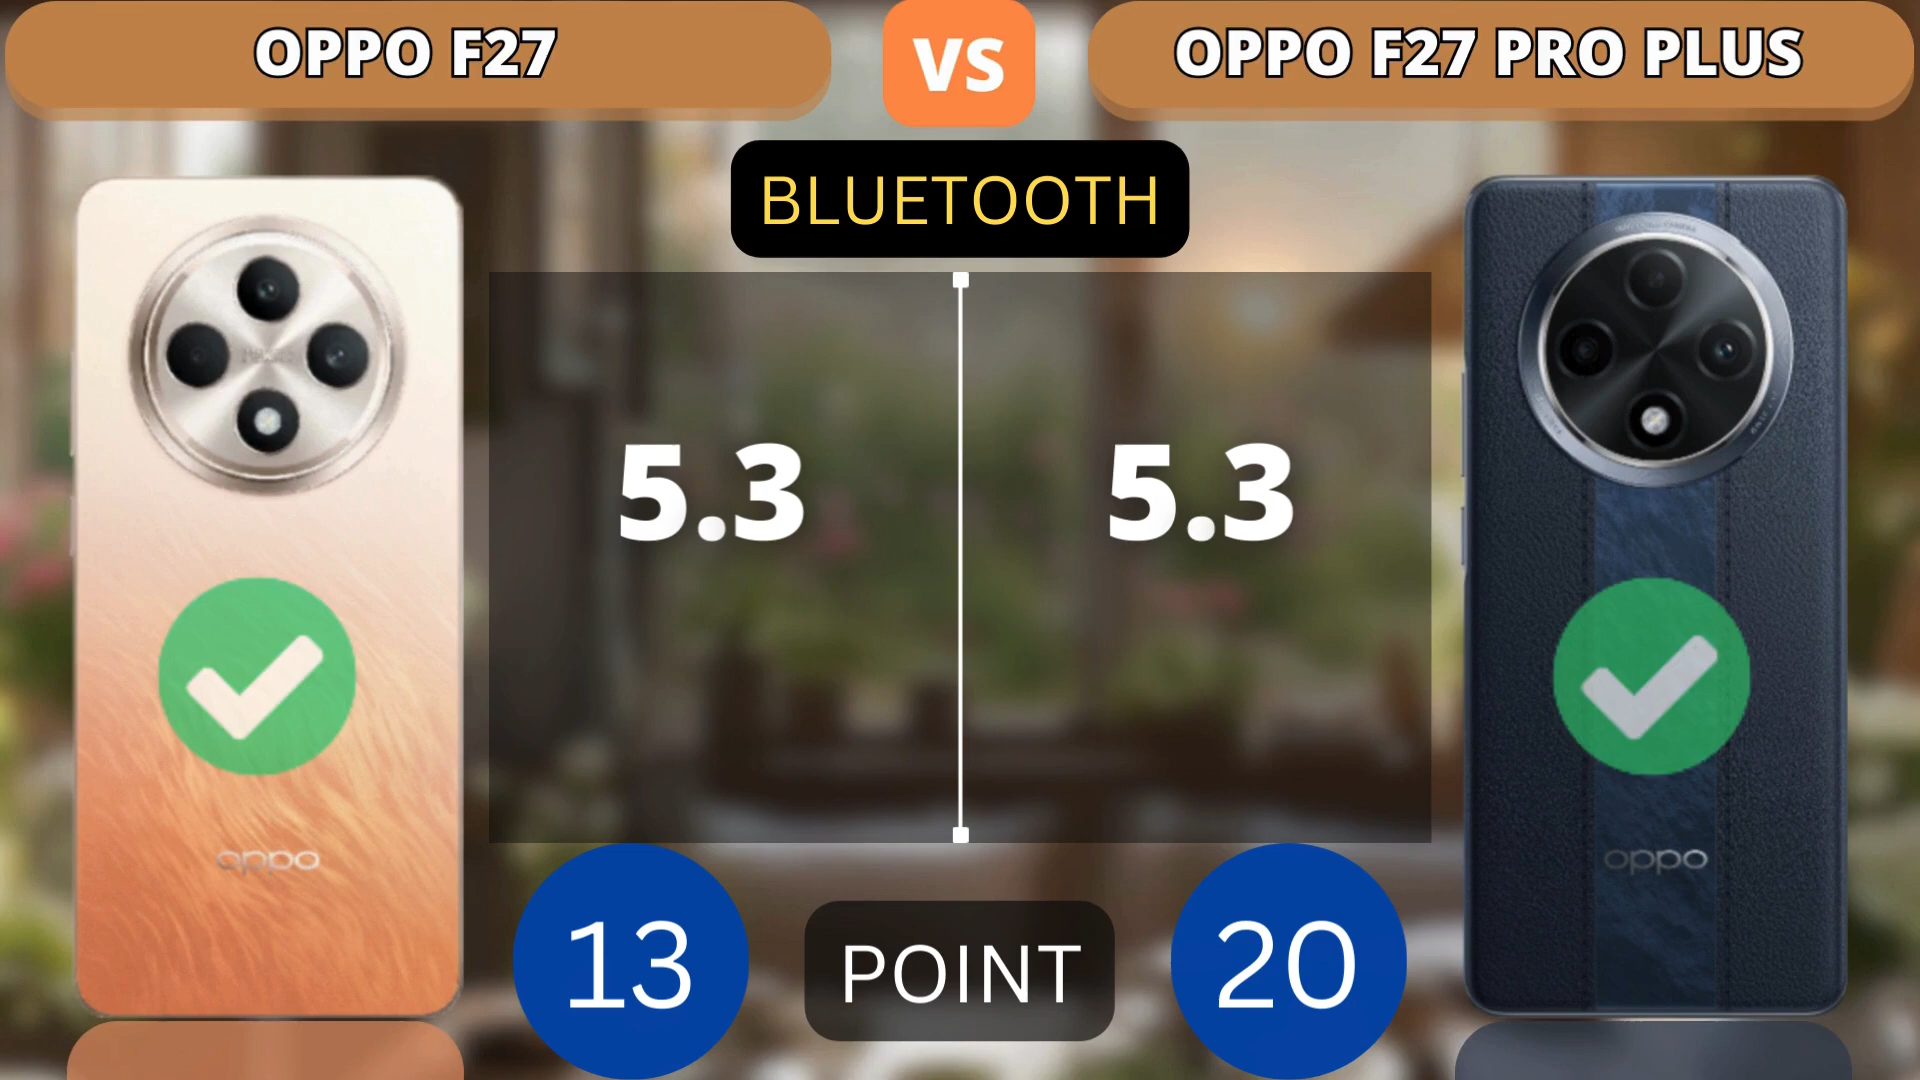 OPPO F27
VS
OPPO F27 PRO PLUS
BLUETOOTH
5.3
5.3
oppo
oppo
13
POINT
20